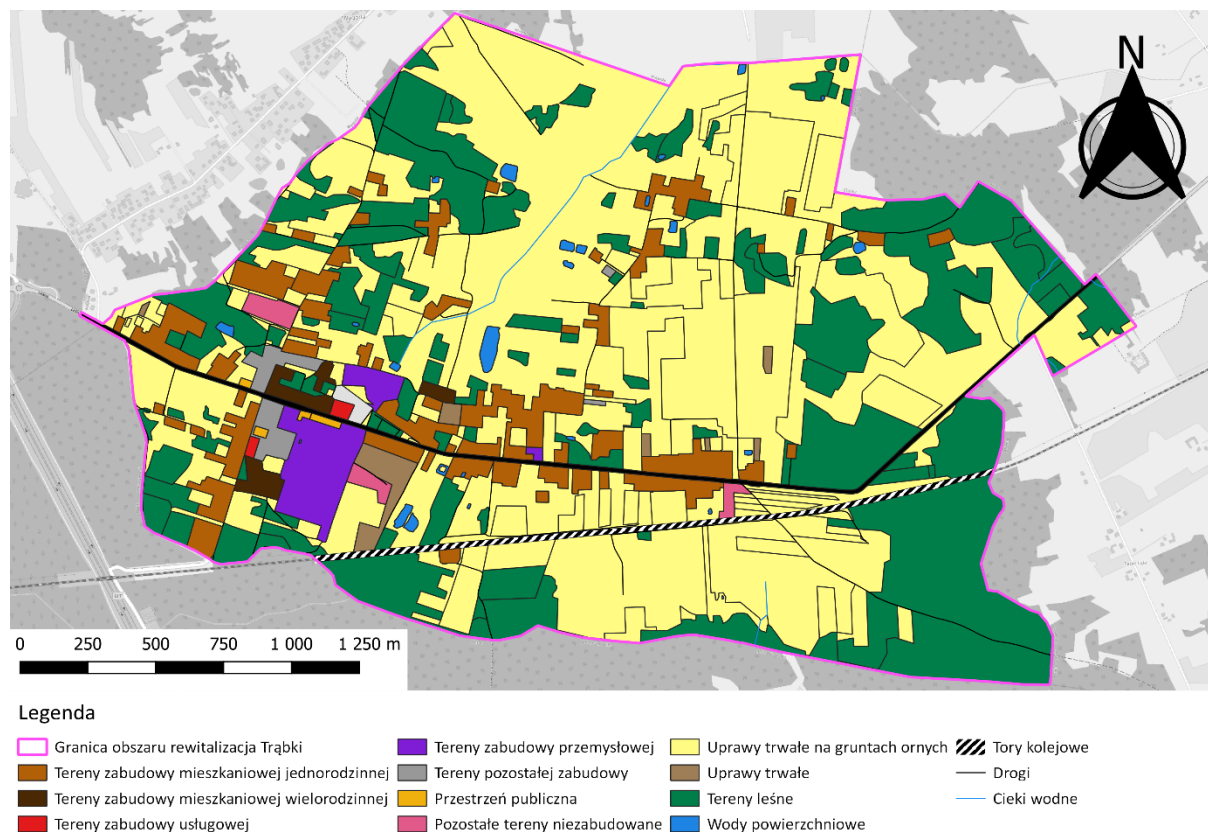 N
0 250 500 750 1 000 1 250 m
Legenda
Granica obszaru rewitalizacja Trąbki
Tereny zabudowy mieszkaniowej jednorodzinnej
Tereny zabudowy mieszkaniowej wielorodzinnej
Tereny zabudowy usługowej
Tereny zabudowy przemysłowej
Tereny pozostałej zabudowy
Przestrzeń publiczna
Pozostałe tereny niezabudowane
Uprawy trwałe na gruntach ornych
Uprawy trwałe
Tereny leśne
Wody powierzchniowe
Tory kolejowe
Drogi
Cieki wodne